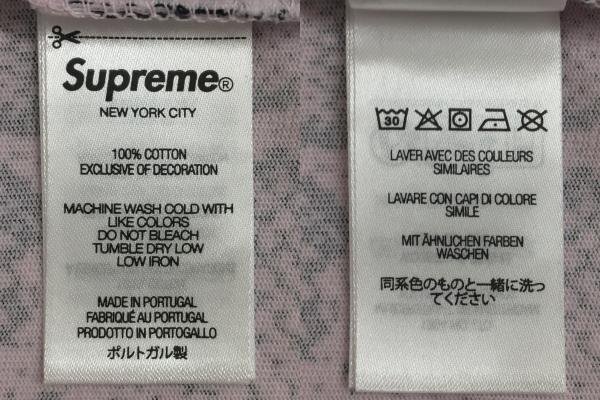 Supreme®
NEW YORK CITY
100% COTTON
EXCLUSIVE OF DECORATION
MACHINE WASH COLD WITH
LIKE COLORS
DO NOT BLEACH
TUMBLE DRY LOW
LOW IRON
MADE IN PORTUGAL
FABRIQUÉ AU PORTUGAL
PRODOTTO IN PORTOGALLO
ポルトガル製
30
LAVER AVEC DES COULEURS
SIMILAIRES
LAVARE CON CAPI DI COLORE
SIMILE
MIT ÄHNLICHEN FARBEN
WASCHEN
同系色のものと一緒に洗っ
てください